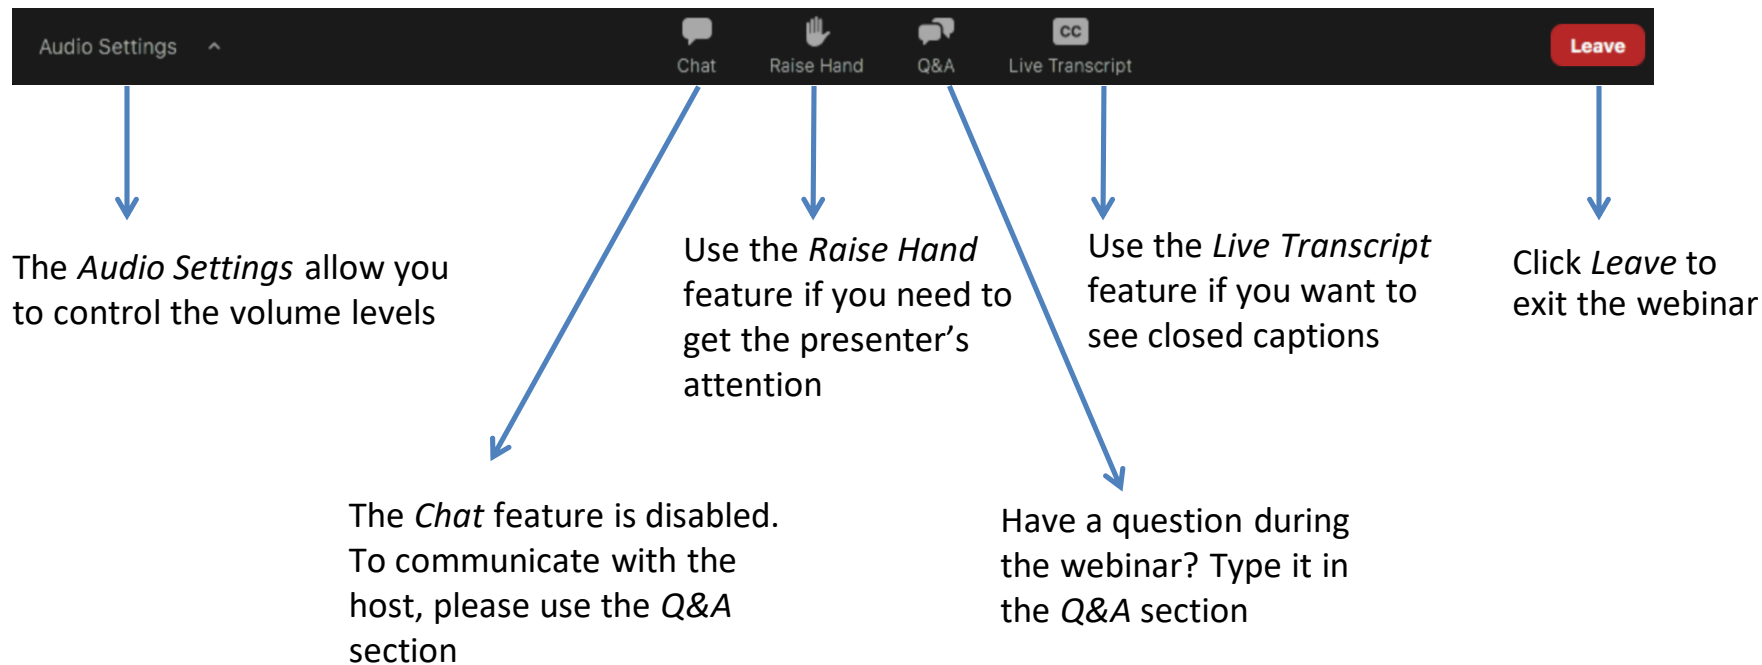 Audio Settings
Chat
Raise Hand
Q&A
CC
Live Transcript
Leave
The Audio Settings allow you
to control the volume levels
Use the Raise Hand
feature if you need to
get the presenter’s
attention
Use the Live Transcript
feature if you want to
see closed captions
Click Leave to
exit the webinar
The Chat feature is disabled.
To communicate with the
host, please use the Q&A
section
Have a question during
the webinar? Type it in
the Q&A section